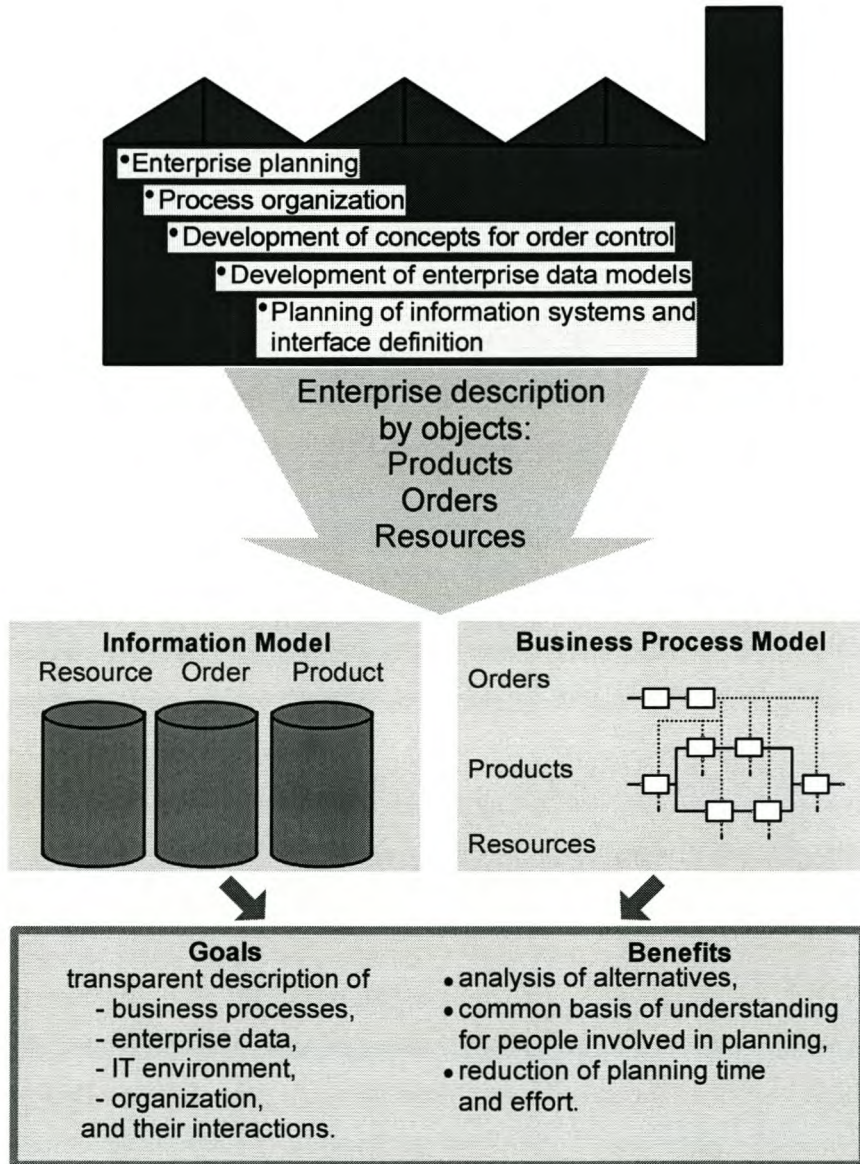 • Enterprise planning
• Process organization
• Development of concepts for order control
• Development of enterprise data models
• Planning of information systems and
interface definition
Enterprise description
by objects:
Products
Orders
Resources
Information Model
Resource Order Product
Business Process Model
Orders
Products
Resources
Goals
transparent description of
- business processes,
- enterprise data,
- IT environment,
- organization,
and their interactions.
Benefits
• analysis of alternatives,
• common basis of understanding
for people involved in planning,
• reduction of planning time
and effort.